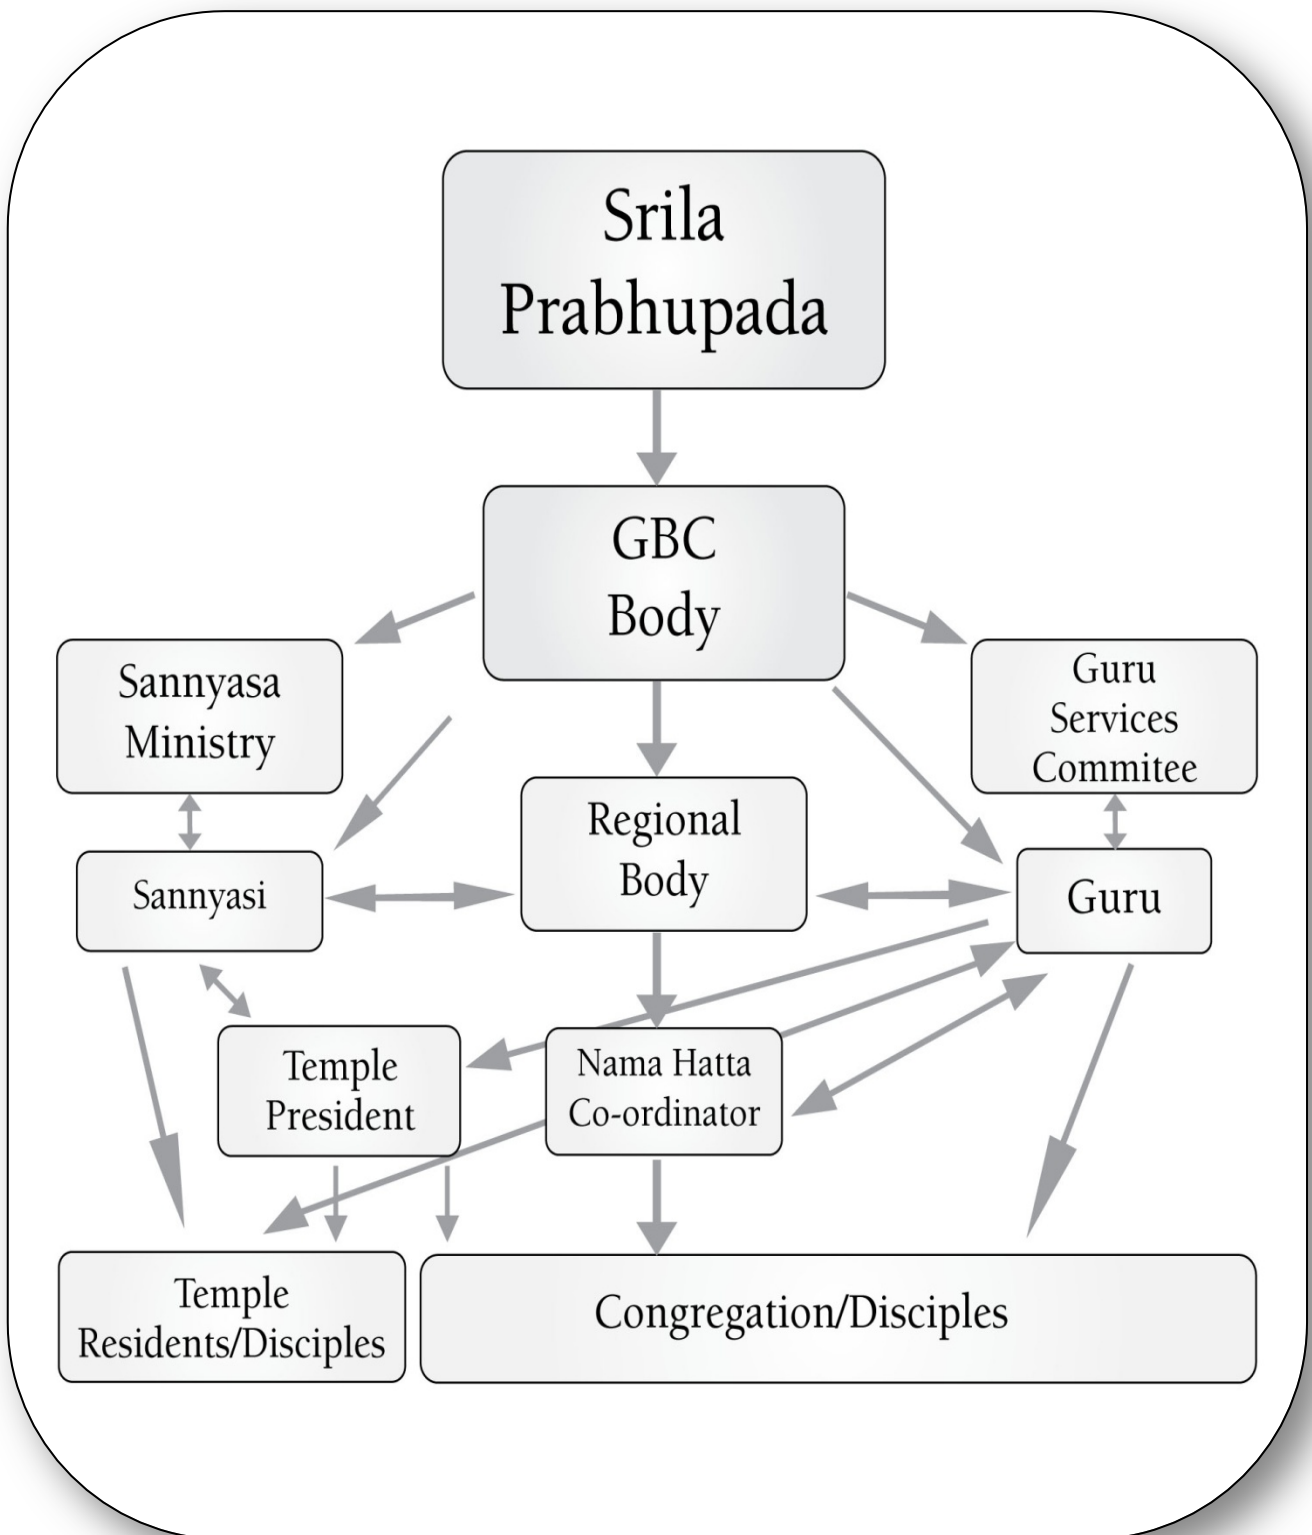 Srila
Prabhupada
GBC
Body
Sannyasa
Ministry
Guru
Services
Commitee
Regional
Body
Sannyasi
Guru
Temple
President
Nama Hatta
Co-ordinator
Temple
Residents/Disciples
Congregation/Disciples